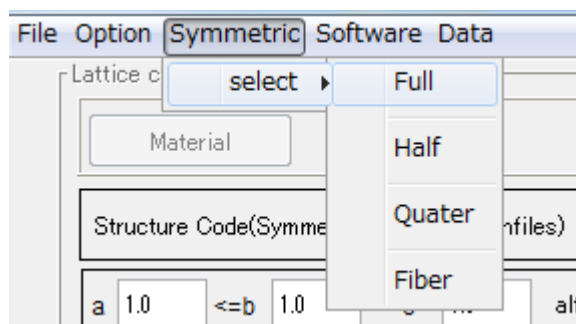 File Option Symmetric Software Data
Lattice c
select Full
Material
Half
Structure Code(Symme
Quater
nfiles)
Fiber
a 1.0 <=b 1.0